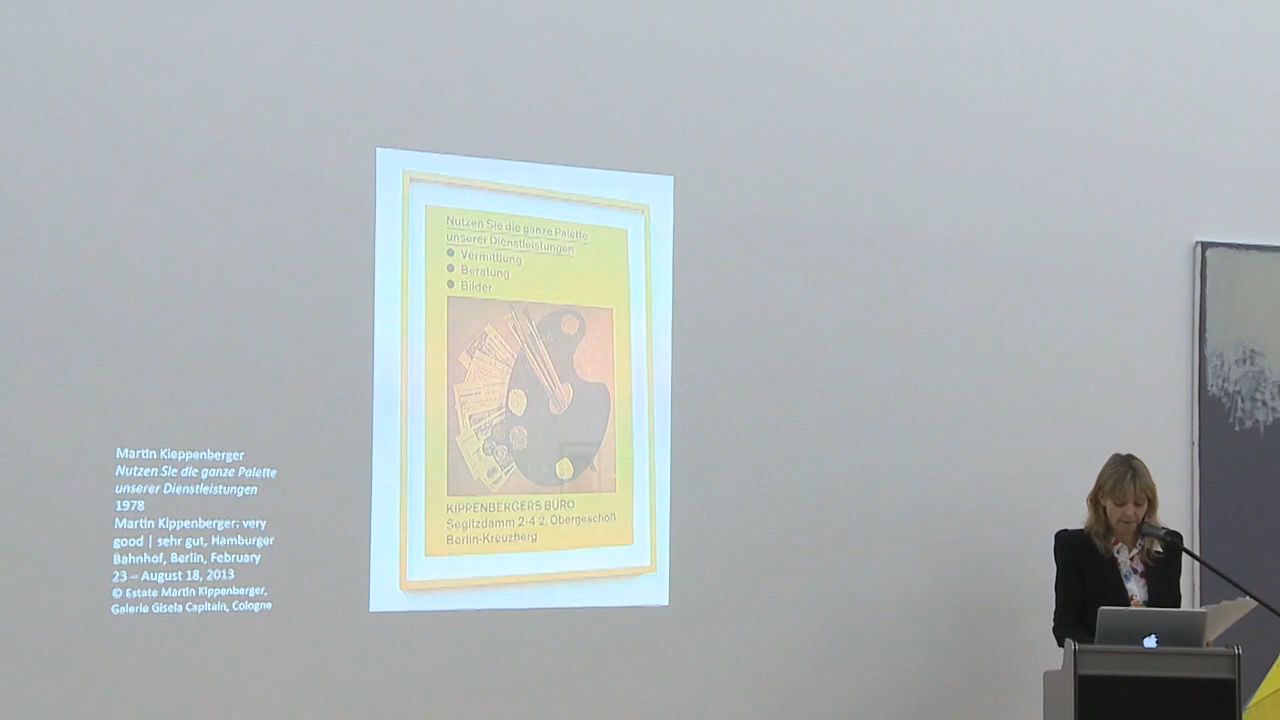 Martin Kieppenberger
Nutzen Sie die ganze Palette
unserer Dienstleistungen
1978
Martin Kippenberger: very
good | sehr gut, Hamburger
Bahnhof, Berlin, February
23 – August 18, 2013
© Estate Martin Kippenberger,
Galerie Gisela Capitain, Cologne
Nutzen Sie die ganze Palette
unserer Dienstleistungen
● Vermittlung
● Beratung
● Bilder
KIPPENBERGERS BÜRO
Segitzdamm 2-4 2. Obergeschoß
Berlin-Kreuzberg